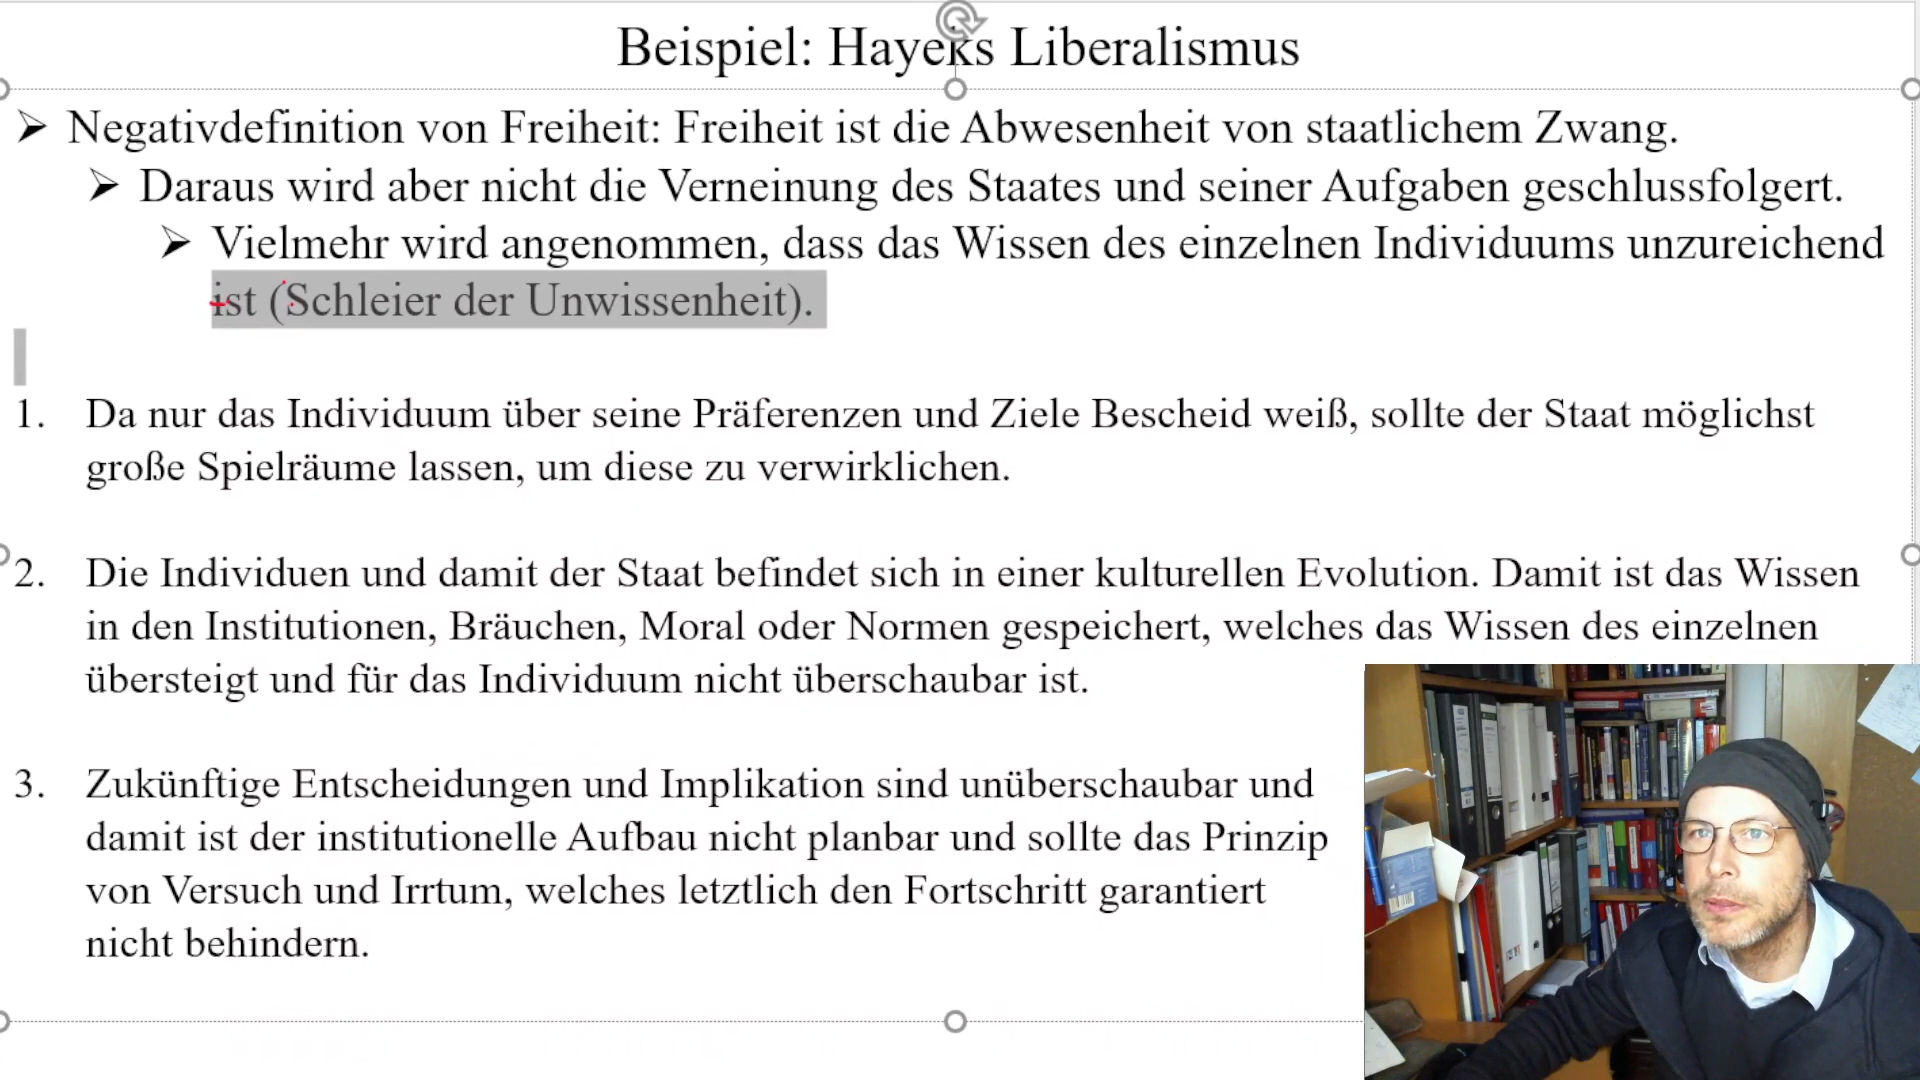 Beispiel: Hayeks Liberalismus
Negativdefinition von Freiheit: Freiheit ist die Abwesenheit von staatlichem Zwang.
Daraus wird aber nicht die Verneinung des Staates und seiner Aufgaben geschlussfolgert.
Vielmehr wird angenommen, dass das Wissen des einzelnen Individuums unzureichend
ist (Schleier der Unwissenheit).
1. Da nur das Individuum über seine Präferenzen und Ziele Bescheid weiß, sollte der Staat möglichst
große Spielräume lassen, um diese zu verwirklichen.
2. Die Individuen und damit der Staat befindet sich in einer kulturellen Evolution. Damit ist das Wissen
in den Institutionen, Bräuchen, Moral oder Normen gespeichert, welches das Wissen des einzelnen
übersteigt und für das Individuum nicht überschaubar ist.
3. Zukünftige Entscheidungen und Implikation sind unüberschaubar und
damit ist der institutionelle Aufbau nicht planbar und sollte das Prinzip
von Versuch und Irrtum, welches letztlich den Fortschritt garantiert
nicht behindern.